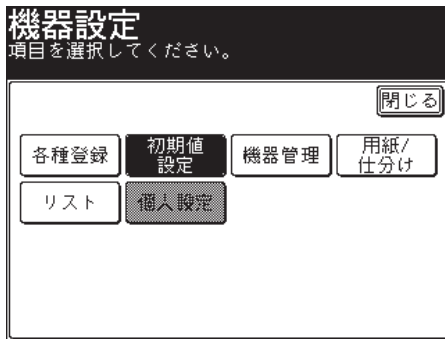 機器設定
項目を選択してください。
閉じる
各種登録
初期値
設定
機器管理
用紙/
仕分け
リスト
個人設定